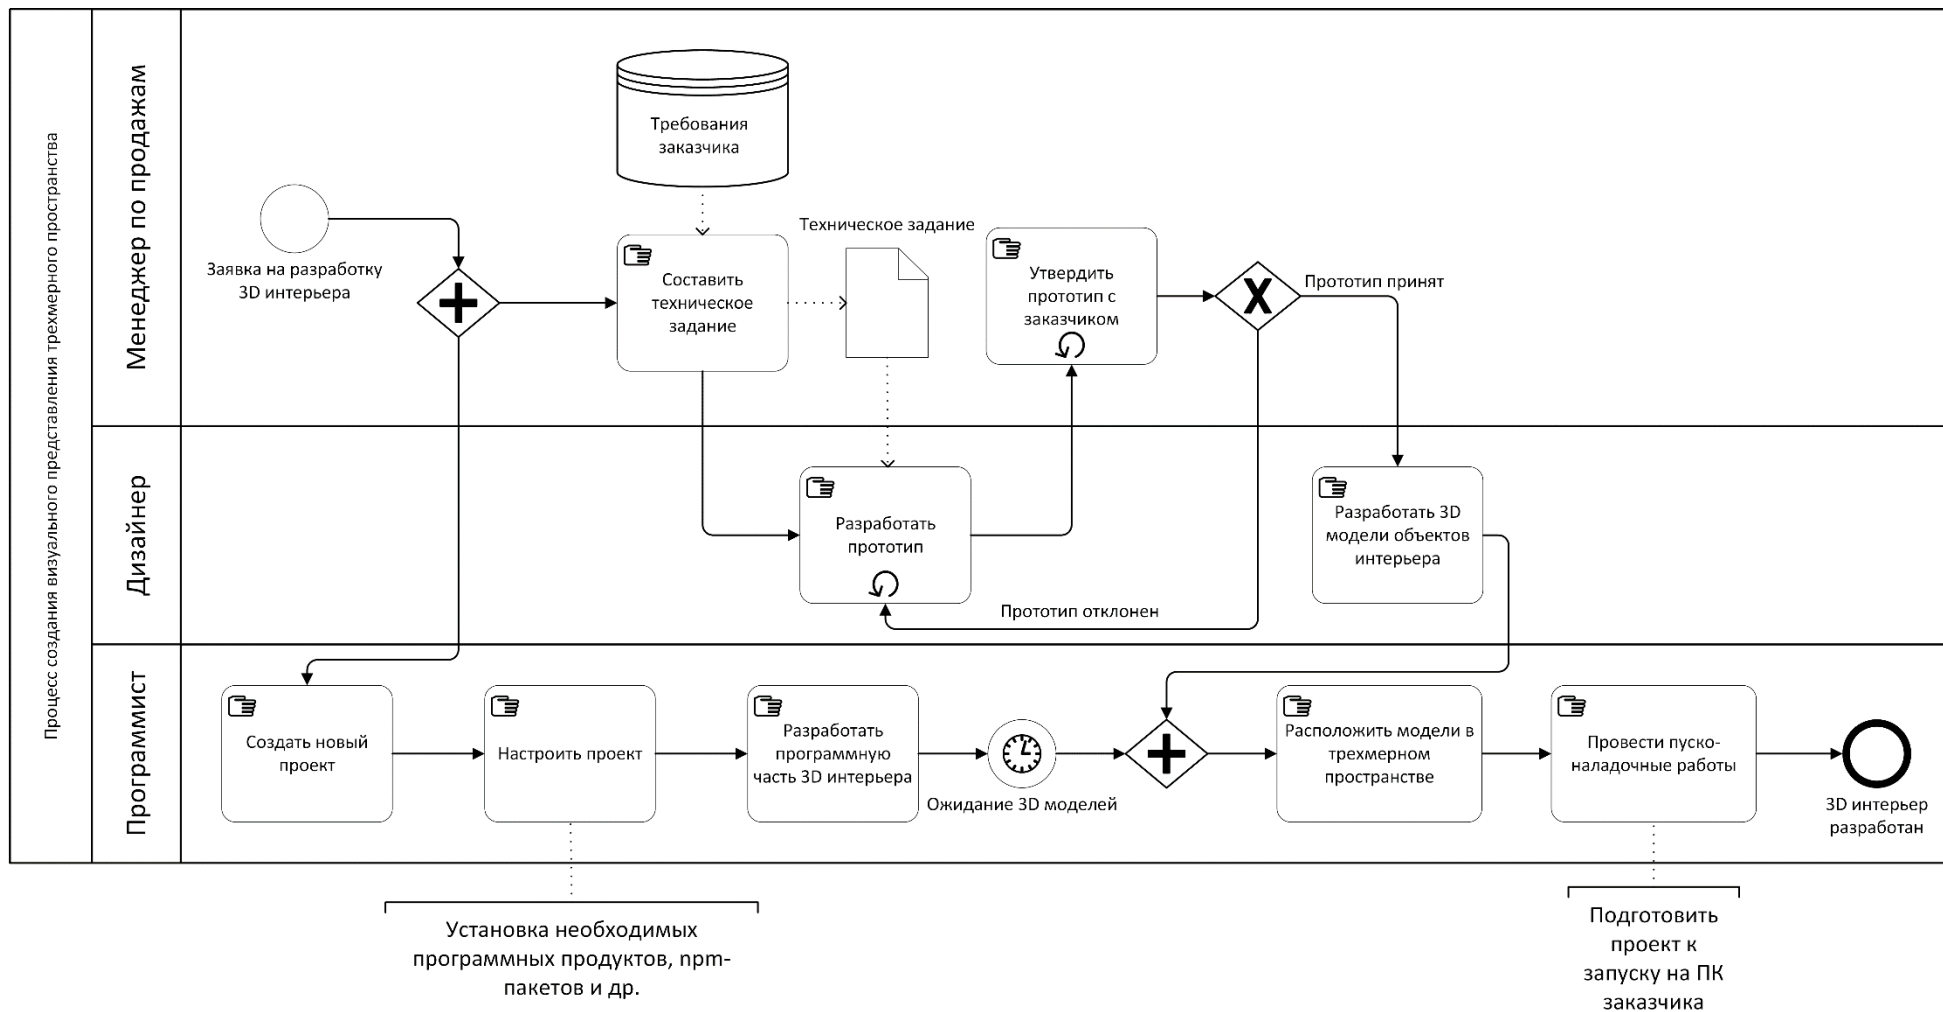 Процесс создания визуального представления трехмерного пространства
Менеджер по продажам
Требования
заказчика
Заявка на разработку
3D интерьера
Составить
техническое
задание
Техническое задание
Утвердить
прототип с
заказчиком
Прототип принят
Дизайнер
Разработать
прототип
Прототип отклонен
Разработать 3D
модели объектов
интерьера
Программист
Создать новый
проект
Настроить проект
Разработать
программную
часть 3D интерьера
Ожидание 3D моделей
Расположить модели в
трехмерном
пространстве
Провести пуско-
наладочные работы
3D интерьер
разработан
Установка необходимых
программных продуктов, npm-
пакетов и др.
Подготовить
проект к
запуску на ПК
заказчика